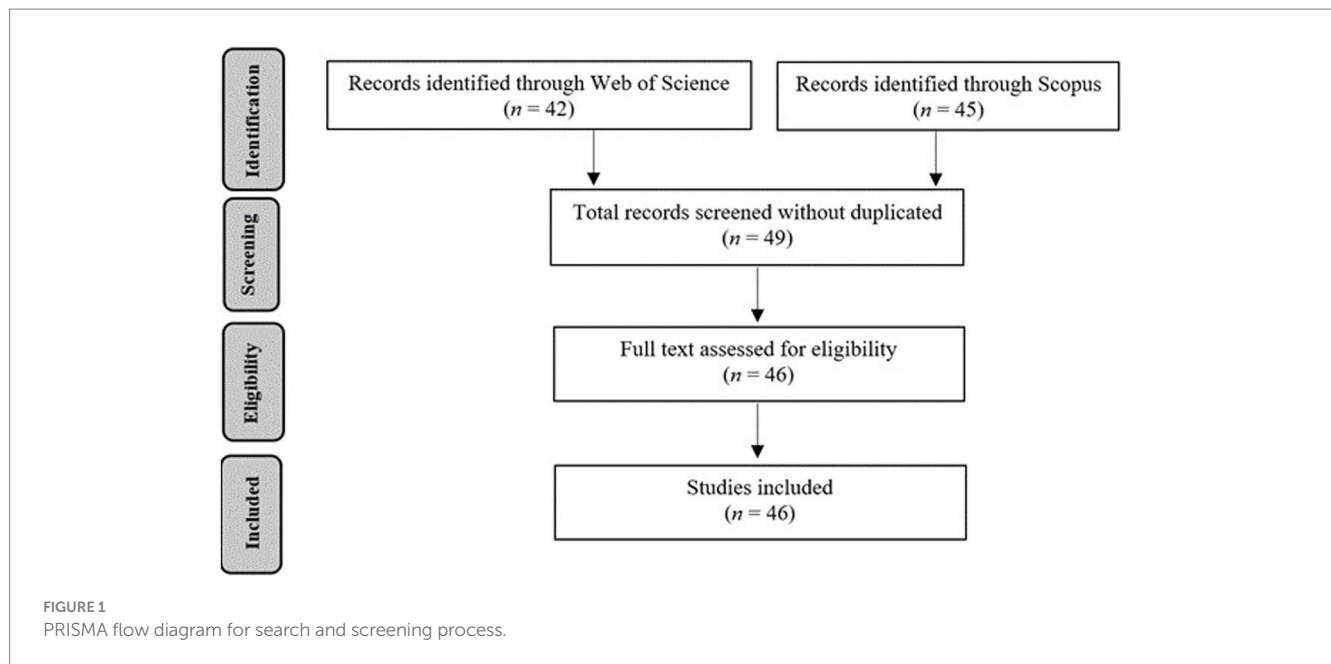 Identification
Records identified through Web of Science
(n = 42)
Records identified through Scopus
(n = 45)
Screening
Total records screened without duplicated
(n = 49)
Eligibility
Full text assessed for eligibility
(n = 46)
Included
Studies included
(n = 46)
FIGURE 1
PRISMA flow diagram for search and screening process.